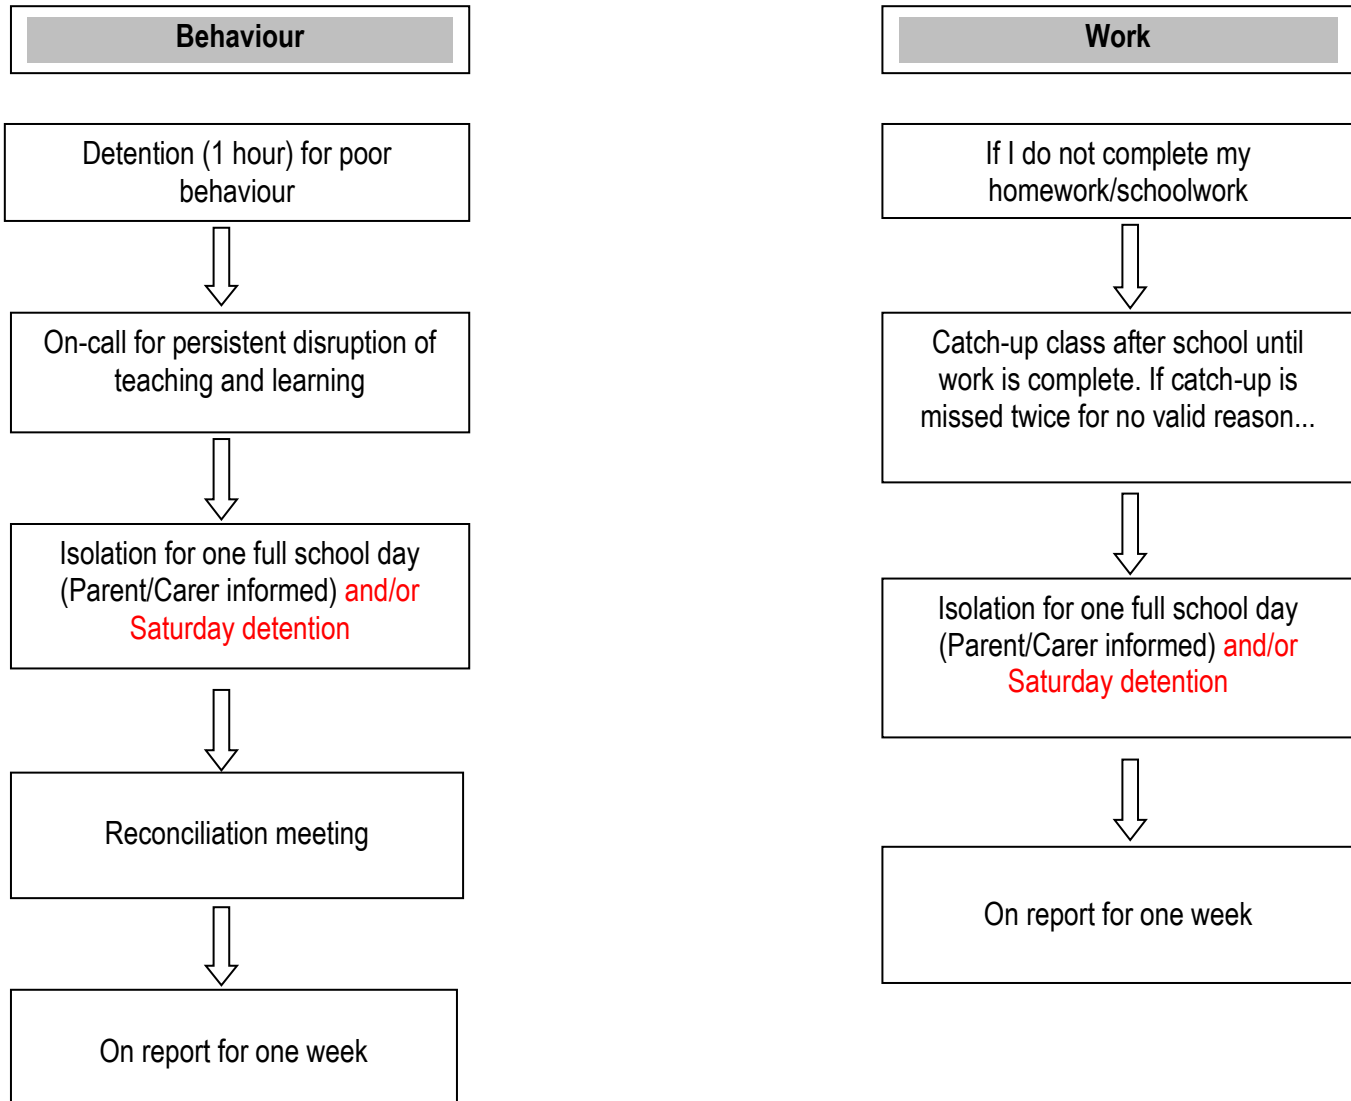 Behaviour
Detention (1 hour) for poor
behaviour
On-call for persistent disruption of
teaching and learning
Isolation for one full school day
(Parent/Carer informed) and/or
Saturday detention
Reconciliation meeting
On report for one week
Work
If I do not complete my
homework/schoolwork
Catch-up class after school until
work is complete. If catch-up is
missed twice for no valid reason...
Isolation for one full school day
(Parent/Carer informed) and/or
Saturday detention
On report for one week